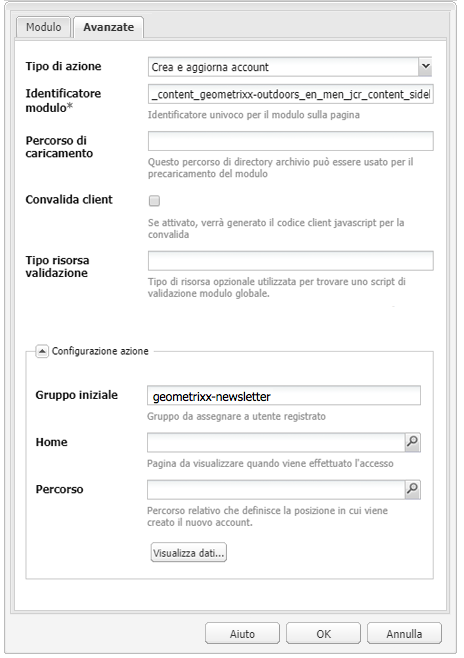 Modulo Avanzate
Tipo di azione Crea e aggiorna account
Identificatore
modulo* _content_geometrixx-outdoors_en_men_jcr_content_sidel
Identificatore univoco per il modulo sulla pagina
Percorso di
caricamento
Questo percorso di directory archivio può essere usato per il
precaricamento del modulo
Convalida client
Se attivato, verrà generato il codice client javascript per la
convalida
Tipo risorsa
validazione
Tipo di risorsa opzionale utilizzata per trovare uno script di
validazione modulo globale.
Configurazione azione
Gruppo iniziale geometrixx-newsletter
Gruppo da assegnare a utente registrato
Home
Pagina da visualizzare quando viene effettuato l'accesso
Percorso
Percorso relativo che definisce la posizione in cui viene
creato il nuovo account.
Visualizza dati...
Aiuto OK Annulla